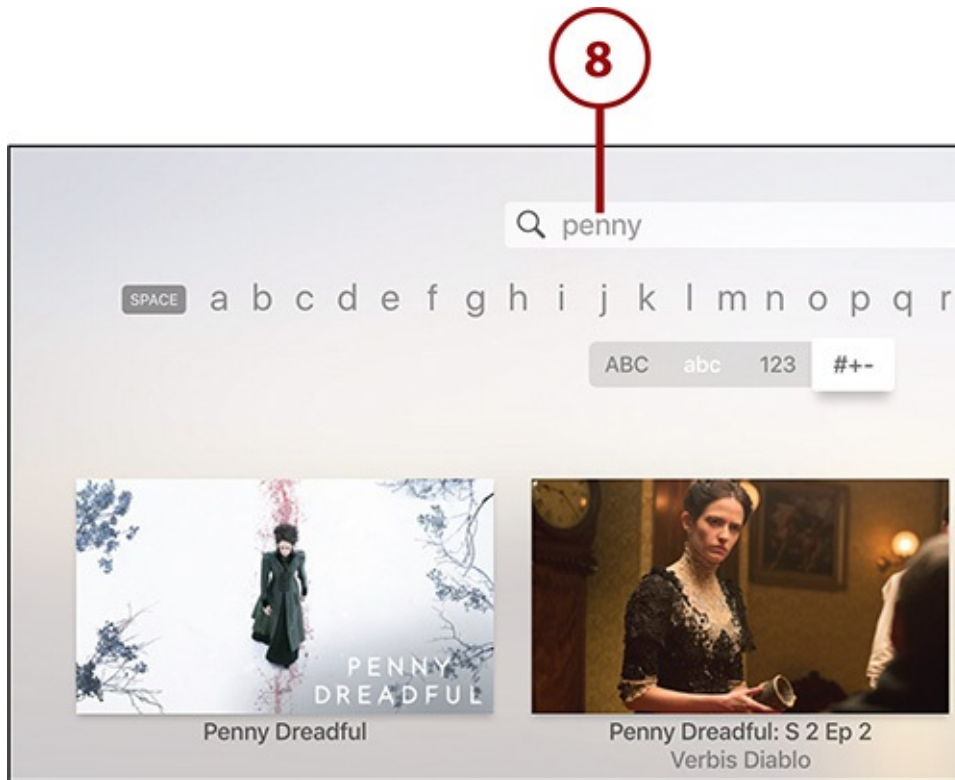 8
penny
SPACE a b c d e f g h i j k l m n o p q r
ABC abc 123 #+-
PENNY
DREADFUL
Penny Dreadful
Penny Dreadful: S 2 Ep 2
Verbis Diablo